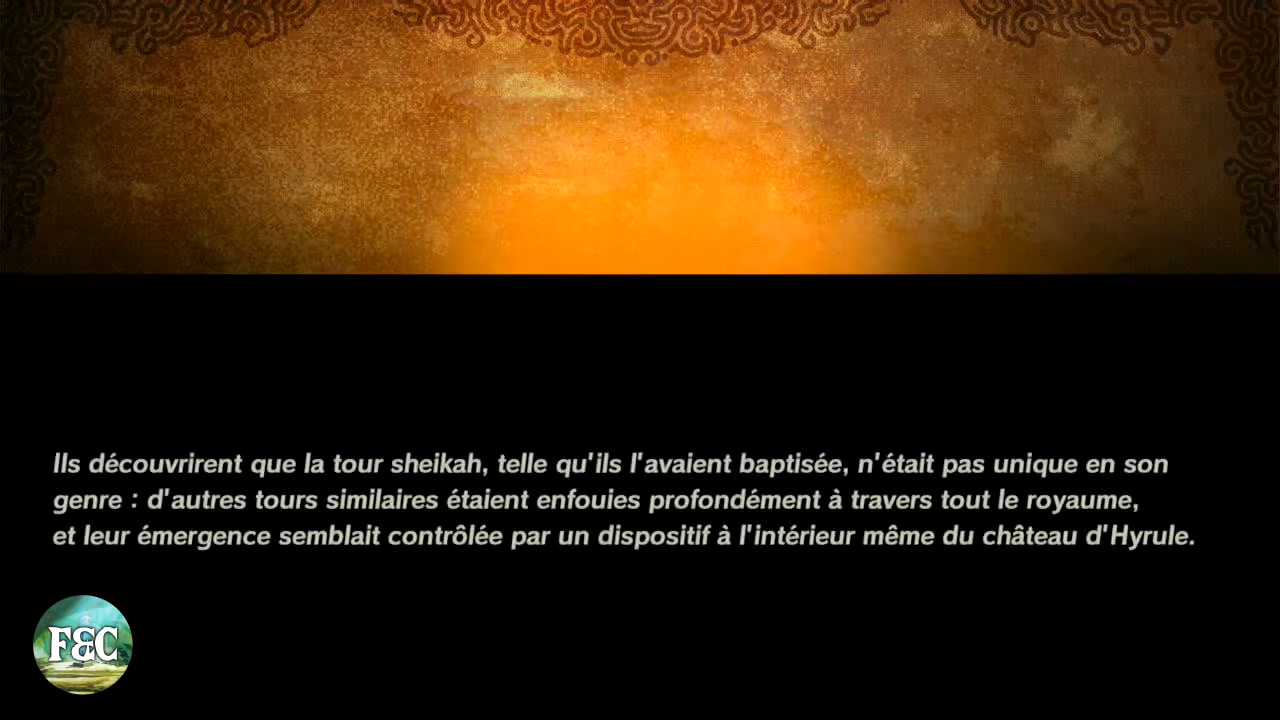 Ils découvrirent que la tour sheikah, telle qu'ils l'avaient baptisée, n'était pas unique en son
genre : d'autres tours similaires étaient enfouies profondément à travers tout le royaume,
et leur émergence semblait contrôlée par un dispositif à l'intérieur même du château d'Hyrule.
F&C